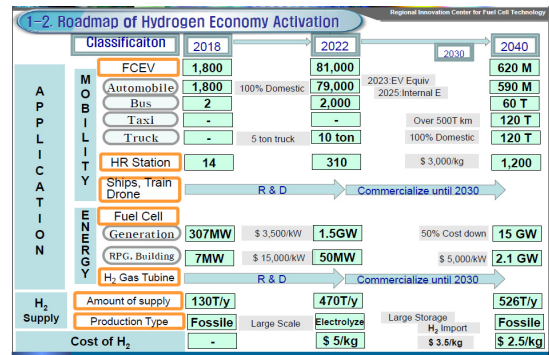 Regional Innovation Center for Fuel Cell Technology
1-2. Roadmap of Hydrogen Economy Activation
Classificaiton 2018 2022 2030 2040
APPLICATION
MOBILITY
FCEV 1,800 81,000 620 M
Automobile 1,800 100% Domestic 79,000 2023:EV Equiv 2025:Internal E 590 M
Bus 2 2,000 60 T
Taxi - - Over 500T km 120 T
Truck - 5 ton truck 10 ton 100% Domestic 120 T
HR Station 14 310 $ 3,000/kg 1,200
Ships, Train
Drone R & D Commercialize until 2030
ENERGY
Fuel Cell
Generation 307MW $ 3,500/kW 1.5GW 50% Cost down 15 GW
RPG, Building 7MW $ 15,000/kW 50MW $ 5,000/kW 2.1 GW
H2 Gas Tubine R & D Commercialize until 2030
H2
Supply
Amount of supply 130T/y 470T/y 526T/y
Production Type Fossile Large Scale Electrolyze Large Storage H2 Import Fossile
Cost of H2 - $ 5/kg $ 3.5/kg $ 2.5/kg